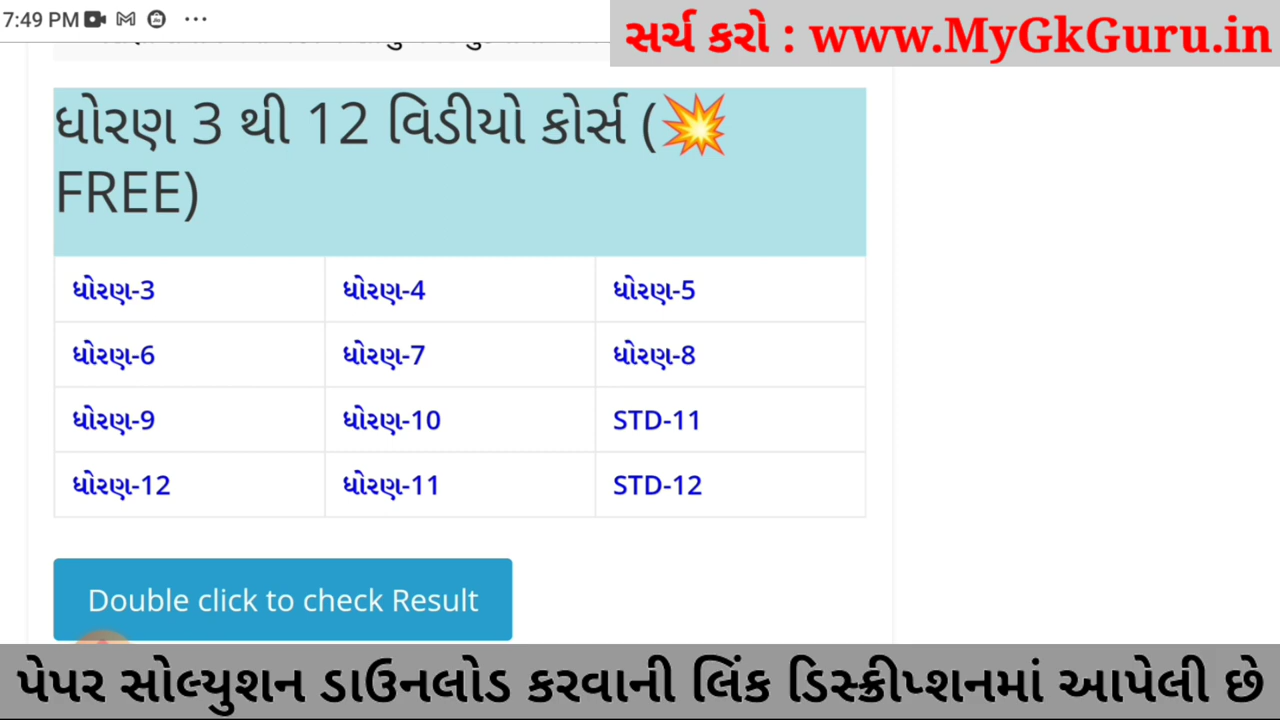 7:49 PM
સર્ચ કરો : www.MyGkGuru.in
ધોરણ 3 થી 12 વિડીયો કોર્સ (💥
FREE)
ધોરણ-3 ધોરણ-4 ધોરણ-5
ધોરણ-6 ધોરણ-7 ધોરણ-8
ધોરણ-9 ધોરણ-10 STD-11
ધોરણ-12 ધોરણ-11 STD-12
Double click to check Result
પેપર સોલ્યુશન ડાઉનલોડ કરવાની લિંક ડિસ્ક્રીપ્શનમાં આપેલી છે